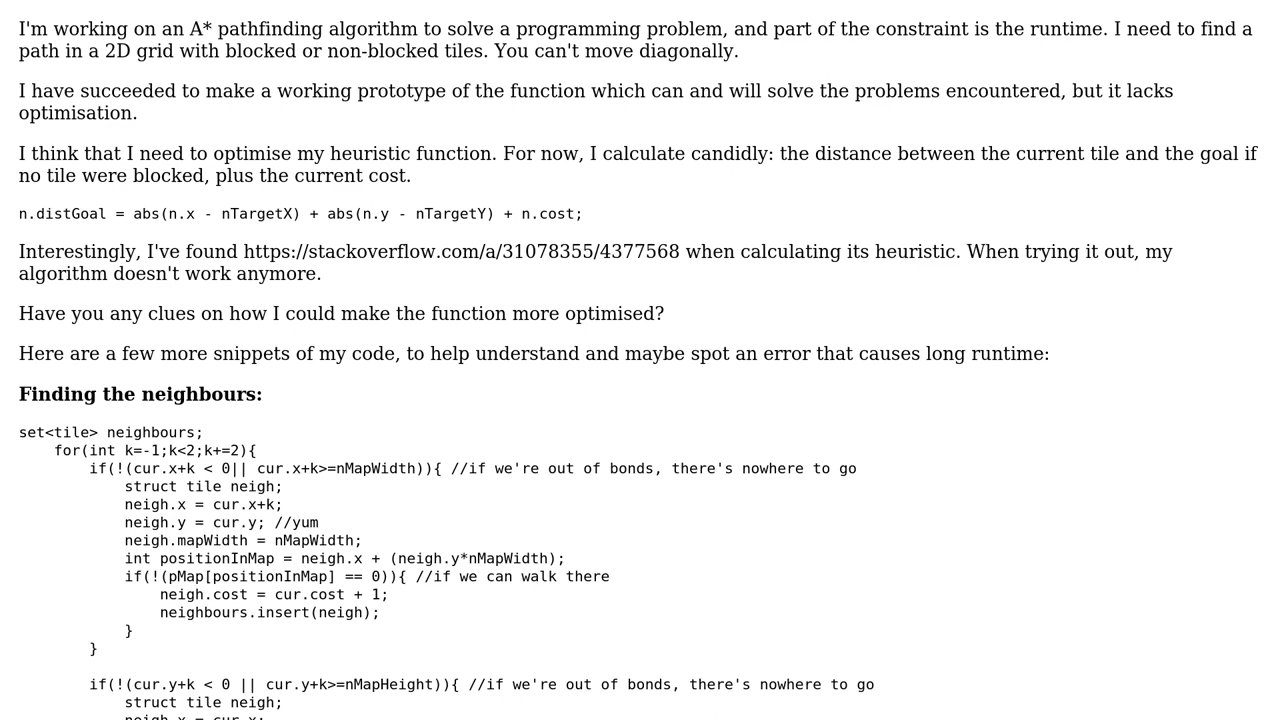 I'm working on an A* pathfinding algorithm to solve a programming problem, and part of the constraint is the runtime. I need to find a
path in a 2D grid with blocked or non-blocked tiles. You can't move diagonally.
I have succeeded to make a working prototype of the function which can and will solve the problems encountered, but it lacks
optimisation.
I think that I need to optimise my heuristic function. For now, I calculate candidly: the distance between the current tile and the goal if
no tile were blocked, plus the current cost.
n.distGoal = abs(n.x - nTargetX) + abs(n.y - nTargetY) + n.cost;
Interestingly, I've found https://stackoverflow.com/a/31078355/4377568 when calculating its heuristic. When trying it out, my
algorithm doesn't work anymore.
Have you any clues on how I could make the function more optimised?
Here are a few more snippets of my code, to help understand and maybe spot an error that causes long runtime:
Finding the neighbours:
set<tile> neighbours;
    for(int k=-1;k<2;k+=2){
        if(!(cur.x+k < 0|| cur.x+k>=nMapWidth)){ //if we're out of bonds, there's nowhere to go
            struct tile neigh;
            neigh.x = cur.x+k;
            neigh.y = cur.y; //yum
            neigh.mapWidth = nMapWidth;
            int positionInMap = neigh.x + (neigh.y*nMapWidth);
            if(!(pMap[positionInMap] == 0)){ //if we can walk there
                neigh.cost = cur.cost + 1;
                neighbours.insert(neigh);
            }
        }
        if(!(cur.y+k < 0 || cur.y+k>=nMapHeight)){ //if we're out of bonds, there's nowhere to go
            struct tile neigh;
            neigh.x = cur.x;